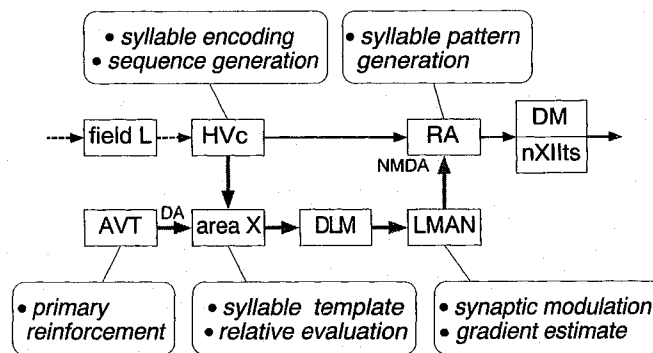 • syllable encoding
• sequence generation
• syllable pattern
generation
field L
HVc
RA
DM
nXIIts
NMDA
AVT
DA
area X
DLM
LMAN
• primary
reinforcement
• syllable template
• relative evaluation
• synaptic modulation
• gradient estimate